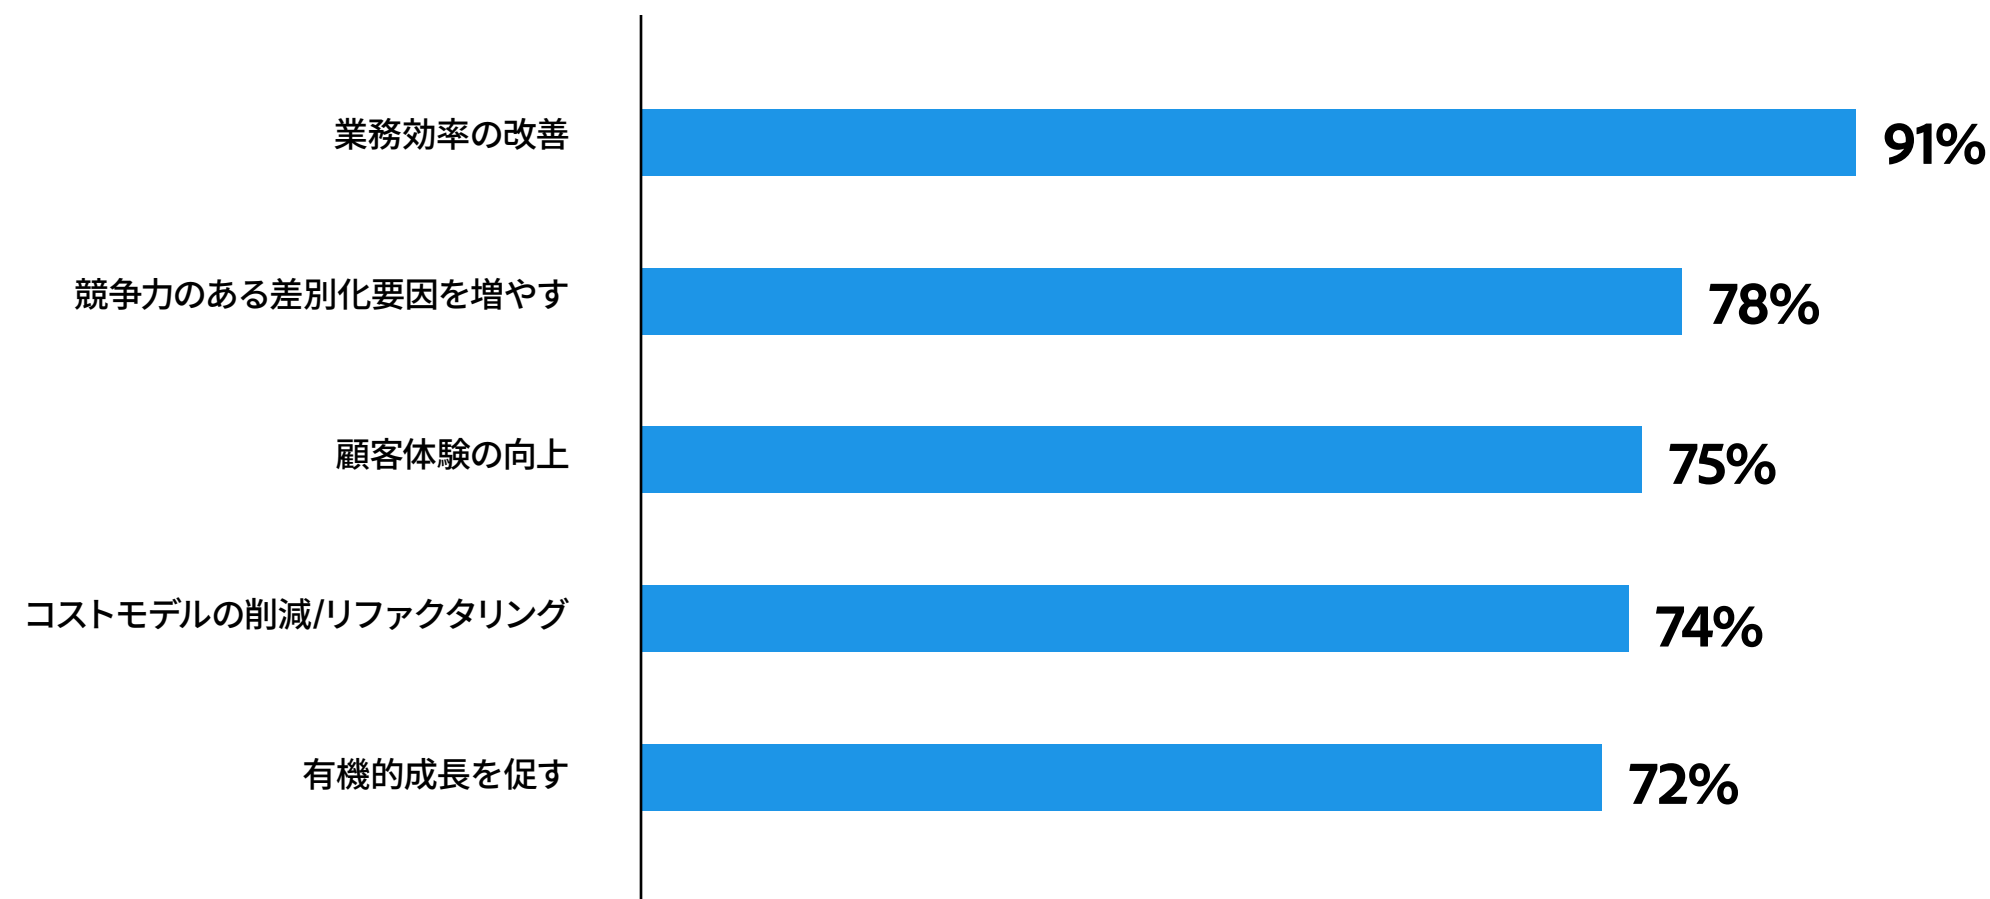 業務効率の改善
91%
競争力のある差別化要因を増やす
78%
顧客体験の向上
75%
コストモデルの削減/リファクタリング
74%
有機的成長を促す
72%